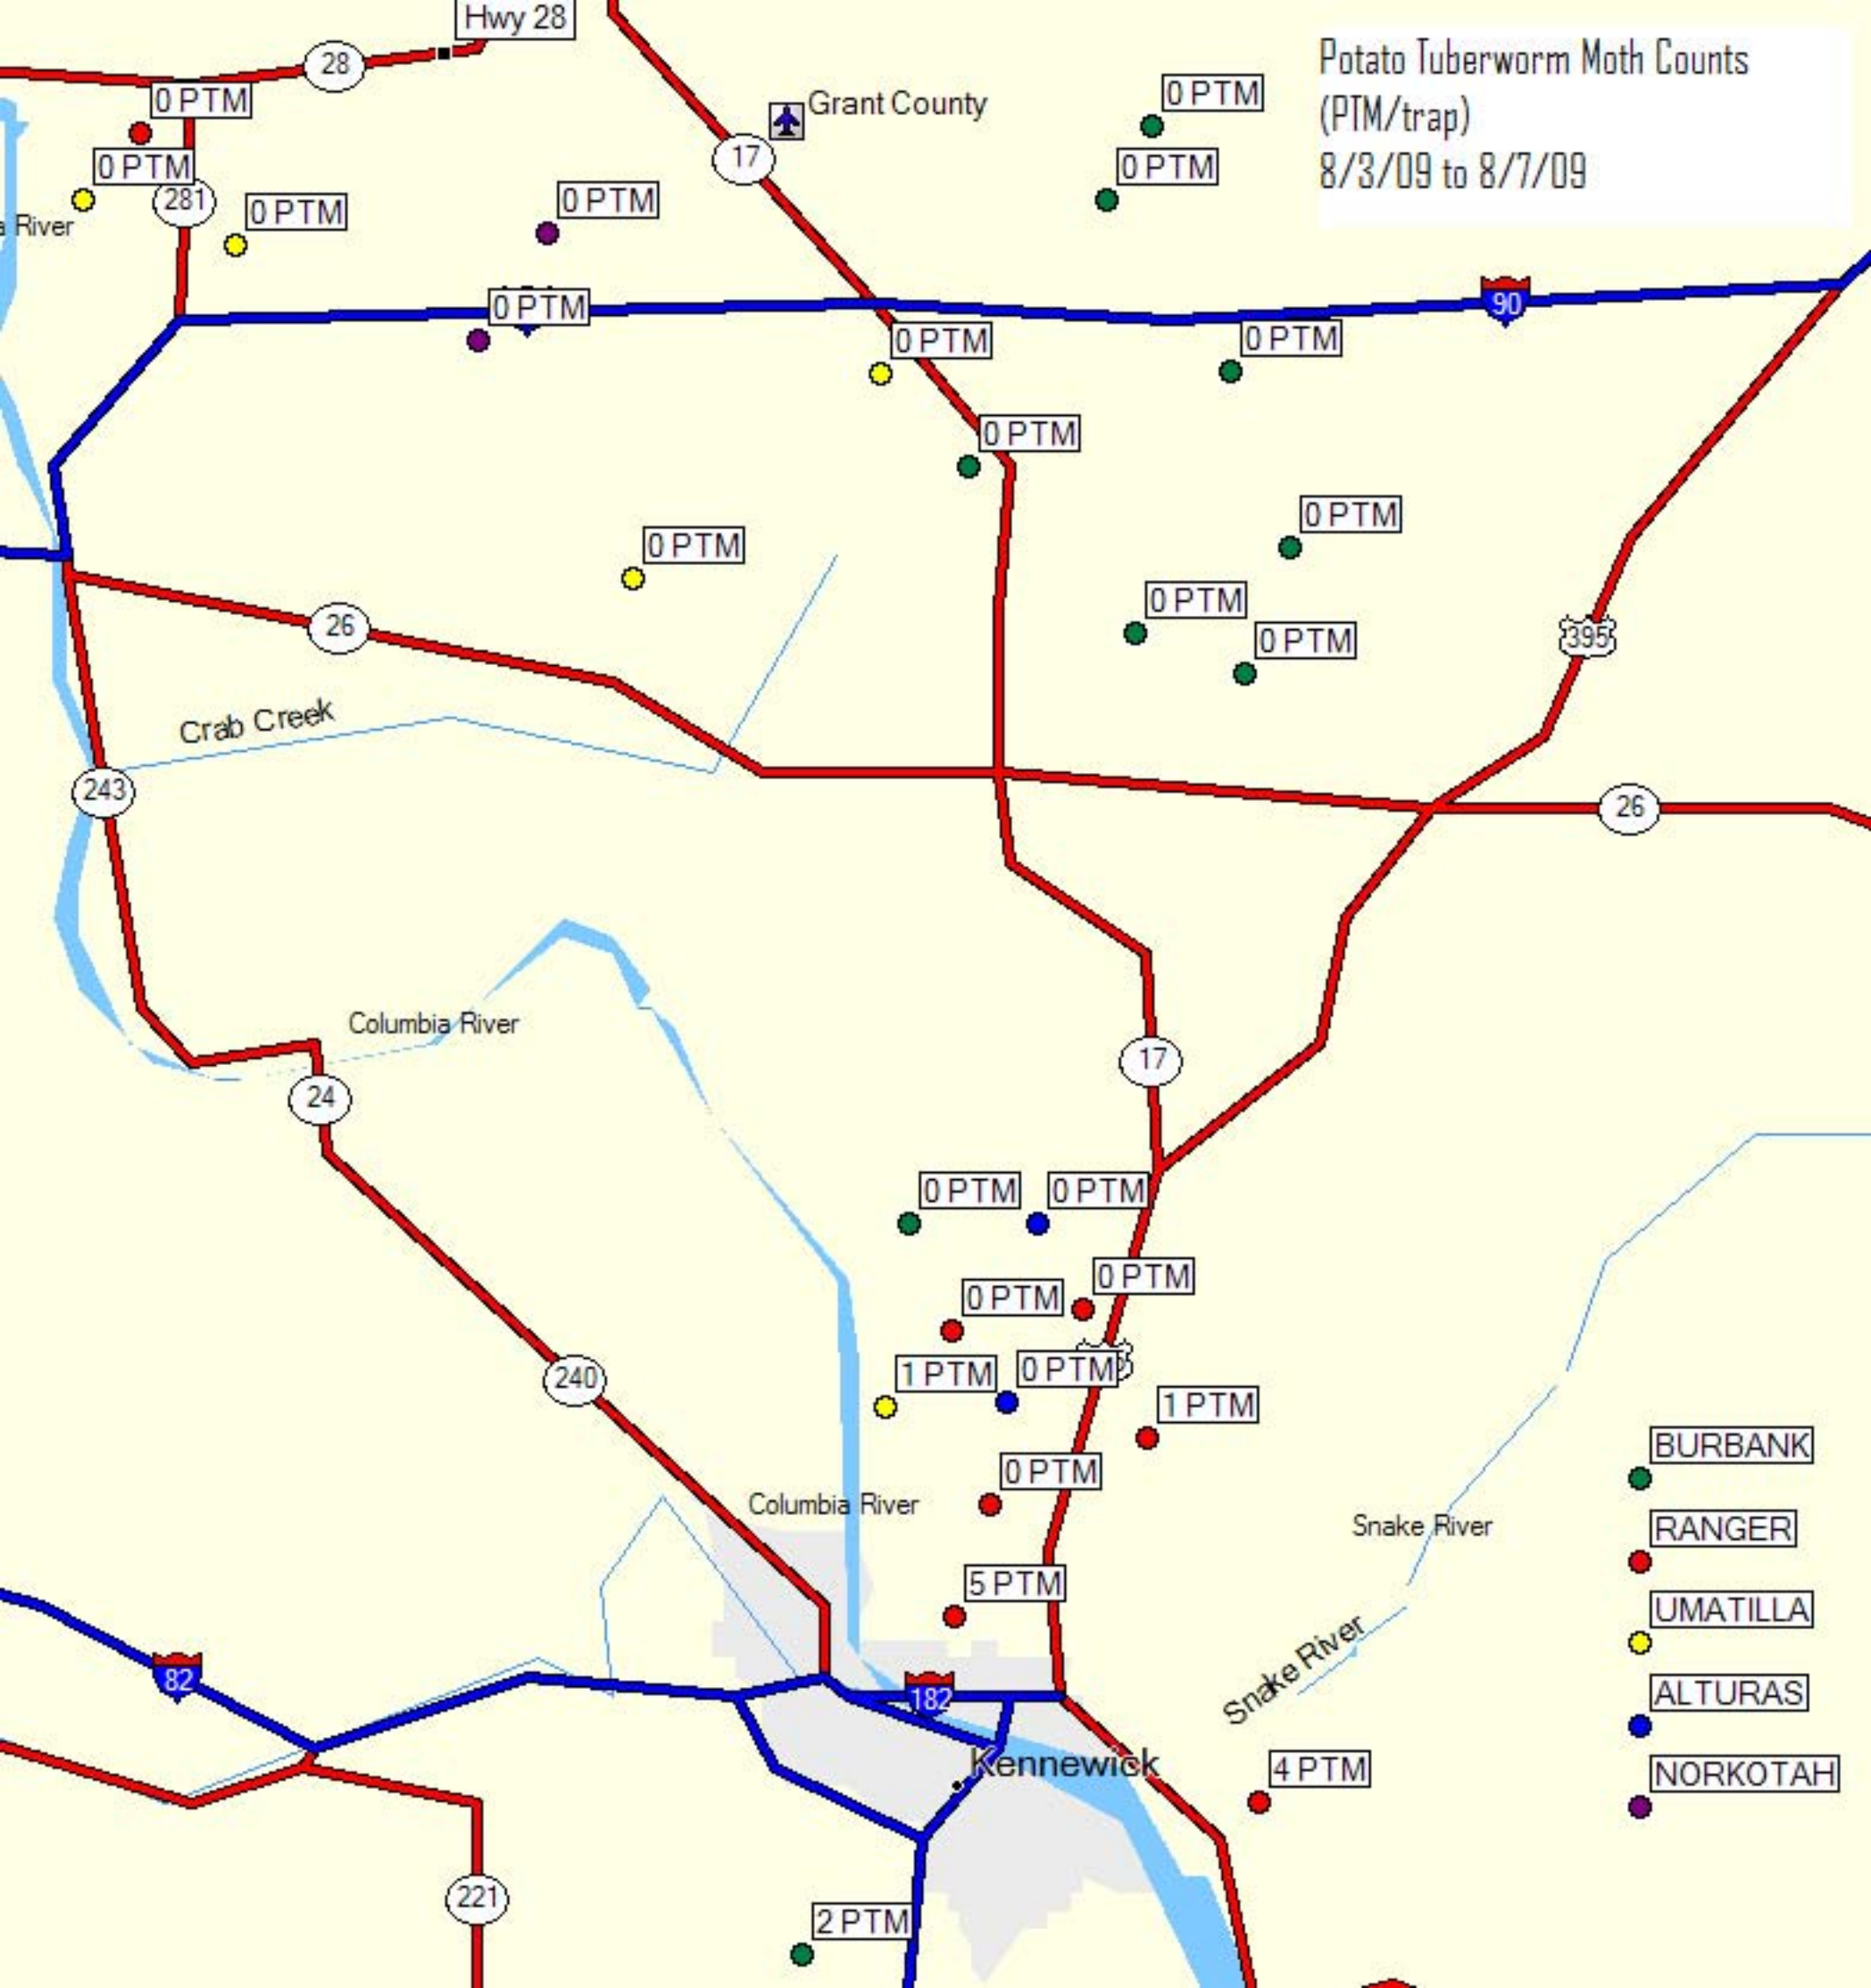 Hwy 28
Potato Tuberworm Moth Counts
(PTM/trap)
8/3/09 to 8/7/09
28
0 PTM
Grant County
0 PTM
17
0 PTM
0 PTM
281
0 PTM
0 PTM
River
0 PTM
90
0 PTM
0 PTM
0 PTM
0 PTM
0 PTM
0 PTM
0 PTM
26
395
0 PTM
Crab Creek
243
26
Columbia River
17
24
0 PTM
0 PTM
0 PTM
0 PTM
1 PTM
0 PTM
240
1 PTM
BURBANK
0 PTM
Columbia River
Snake River
RANGER
5 PTM
UMATILLA
Snake River
82
182
ALTURAS
Kennewick
4 PTM
NORKOTAH
221
2 PTM